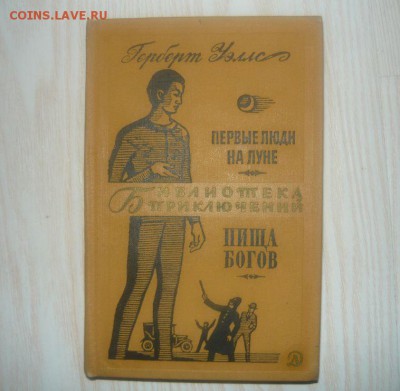 COINS.LAVE.RU
Герберт Уэллс
ПЕРВЫЕ ЛЮДИ
НА ЛУНЕ
БИБЛИОТЕКА
ПРИКЛЮЧЕНИЙ
ПИЩА
БОГОВ